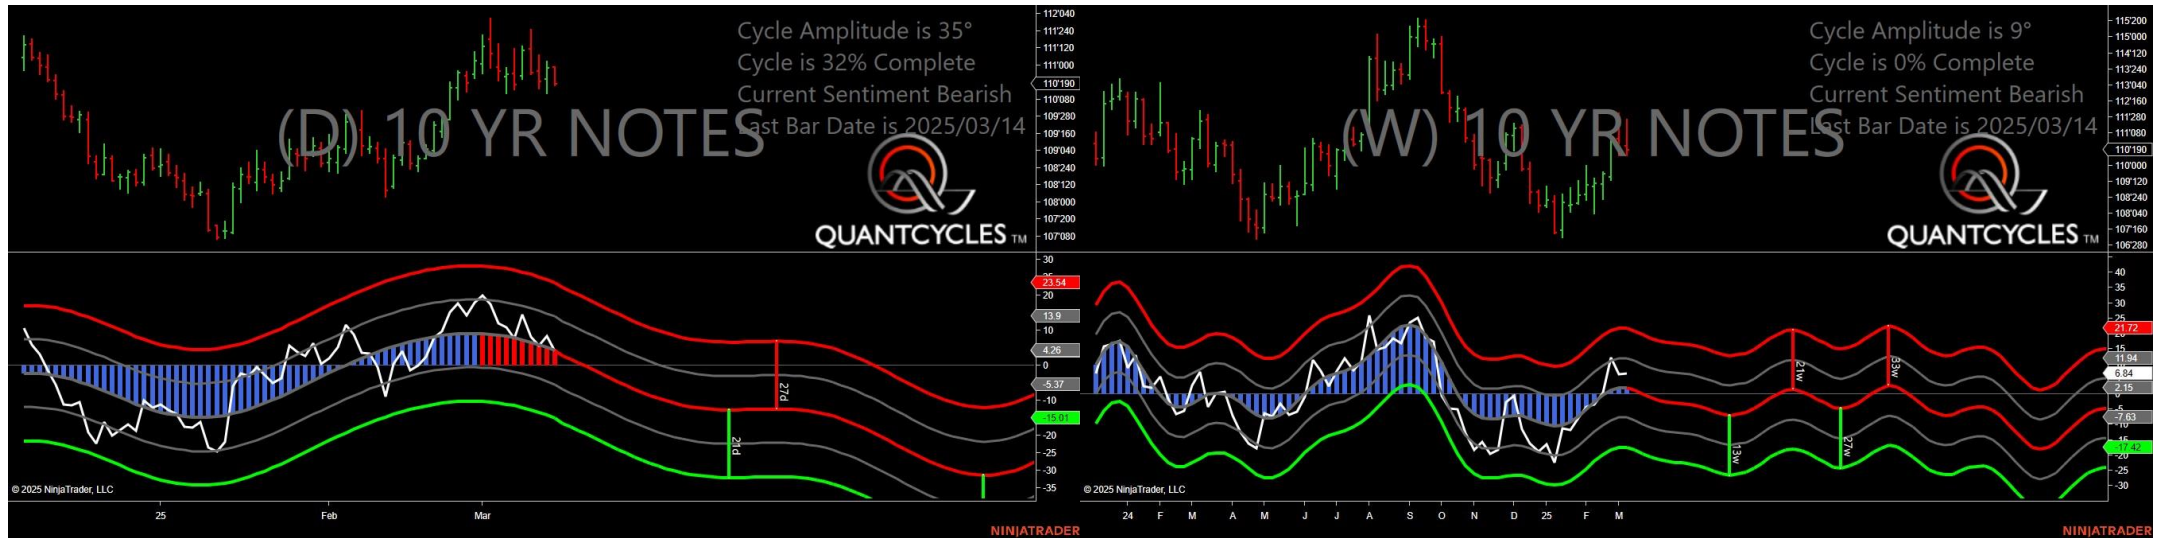 Cycle Amplitude is 35°
Cycle is 32% Complete
Current Sentiment Bearish
Last Bar Date is 2025/03/14
(D) 10 YR NOTES
QUANTCYCLES TM
112'040
111'240
111'120
111'000
110'190
110'080
109'280
109'160
109'040
108'240
108'120
108'000
107'200
107'080
30
23.54
20
13.9
10
4.26
0
-5.37
-10
-15.01
-20
-25
-30
-35
27d
21d
© 2025 NinjaTrader, LLC
25 Feb Mar
NINJATRADER
Cycle Amplitude is 9°
Cycle is 0% Complete
Current Sentiment Bearish
Last Bar Date is 2025/03/14
(W) 10 YR NOTES
QUANTCYCLES TM
115'200
115'000
114'120
113'240
113'040
112'160
111'280
111'080
110'190
110'000
109'120
108'240
108'040
107'160
106'280
40
35
30
25
21.72
15
11.94
6.84
2.15
-5
-7.63
-10
-15
-17.42
-20
-25
-30
21w
33w
13w
27w
© 2025 NinjaTrader, LLC
24 F M A M J J A S O N D 25 F M
NINJATRADER